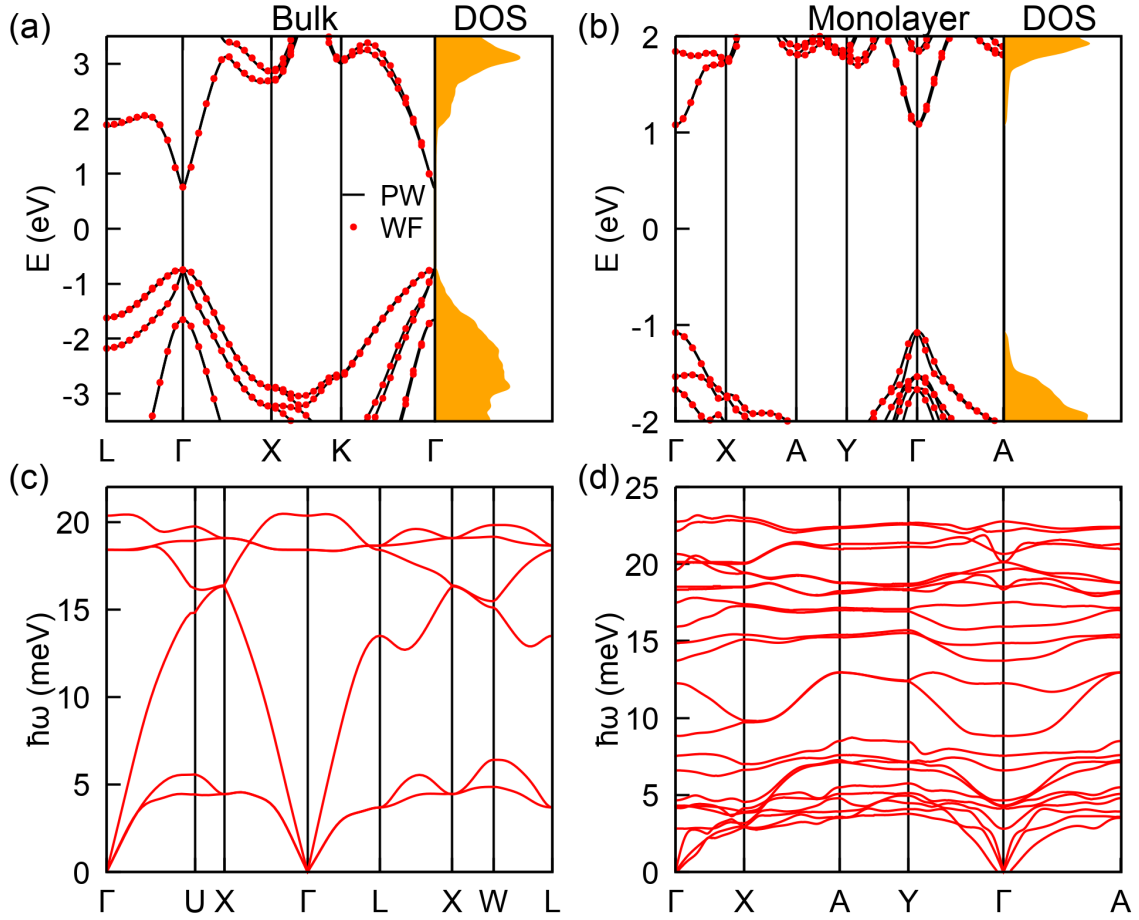 (a) Bulk DOS
E (eV)
3
2
1
0
-1
-2
-3
PW
WF
L Γ X K Γ
(b) Monolayer DOS
E (eV)
2
1
0
-1
-2
Γ X A Y Γ A
(c)
ħω (meV)
20
15
10
5
0
Γ U X Γ L X W L
(d)
ħω (meV)
25
20
15
10
5
0
Γ X A Y Γ A